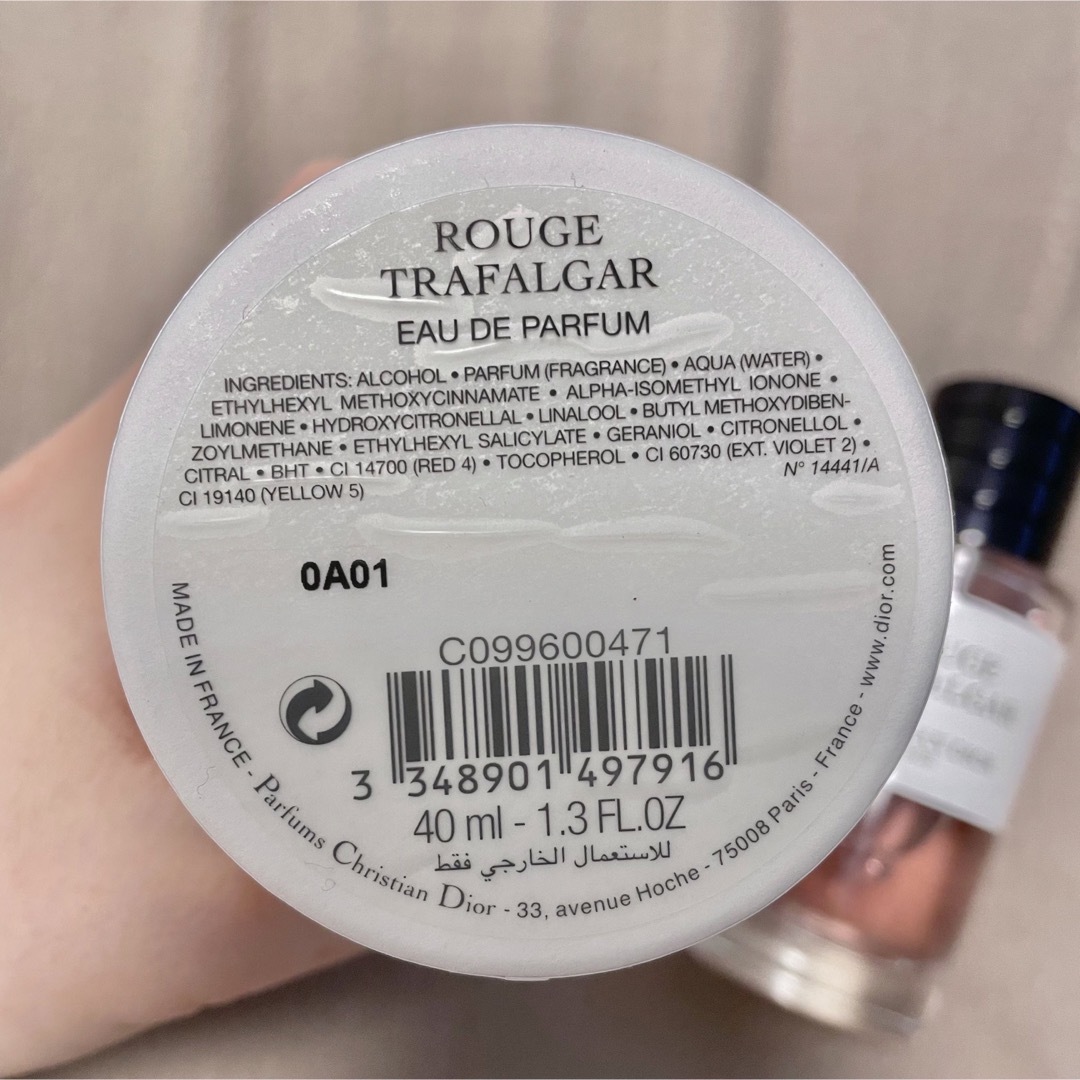 ROUGE
TRAFALGAR
EAU DE PARFUM
INGREDIENTS: ALCOHOL • PARFUM (FRAGRANCE) • AQUA (WATER) •
ETHYLHEXYL METHOXYCINNAMATE • ALPHA-ISOMETHYL IONONE •
LIMONENE • HYDROXYCITRONELLAL • LINALOOL • BUTYL METHOXYDIBEN-
ZOYLMETHANE • ETHYLHEXYL SALICYLATE • GERANIOL • CITRONELLOL •
CITRAL • BHT • CI 14700 (RED 4) • TOCOPHEROL • CI 60730 (EXT. VIOLET 2) •
CI 19140 (YELLOW 5)
N° 14441/A
0A01
C099600471
3 348901 497916
40 ml - 1.3 FL.OZ
للاستعمال الخارجي فقط
MADE IN FRANCE - Parfums Christian Dior - 33, avenue Hoche - 75008 Paris - France - www.dior.com